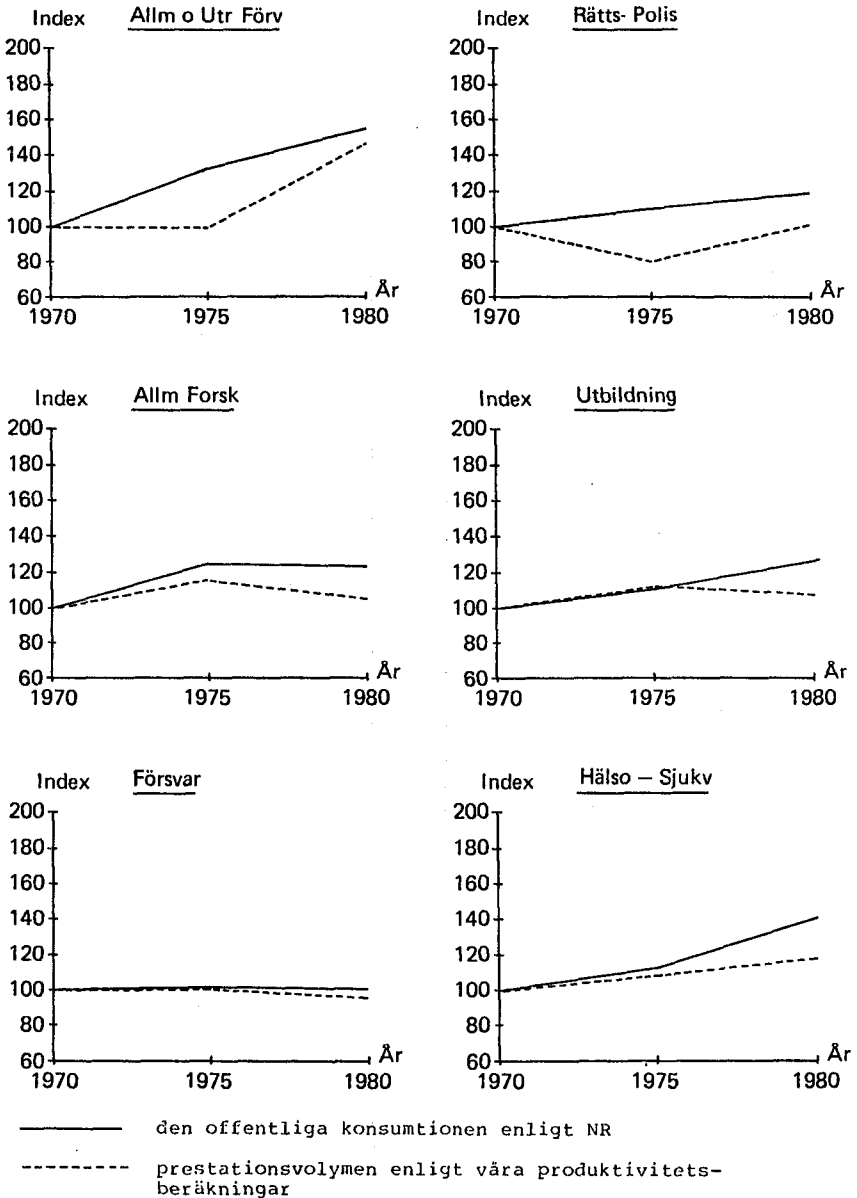 Index Allm o Utr Förv
200
180
160
140
120
100
80
60
År
1970 1975 1980
Index Rätts- Polis
200
180
160
140
120
100
80
60
År
1970 1975 1980
Index Allm Forsk
200
180
160
140
120
100
80
60
År
1970 1975 1980
Index Utbildning
200
180
160
140
120
100
80
60
År
1970 1975 1980
Index Försvar
200
180
160
140
120
100
80
60
År
1970 1975 1980
Index Hälso – Sjukv
200
180
160
140
120
100
80
60
År
1970 1975 1980
den offentliga konsumtionen enligt NR
prestationsvolymen enligt våra produktivitets-
beräkningar